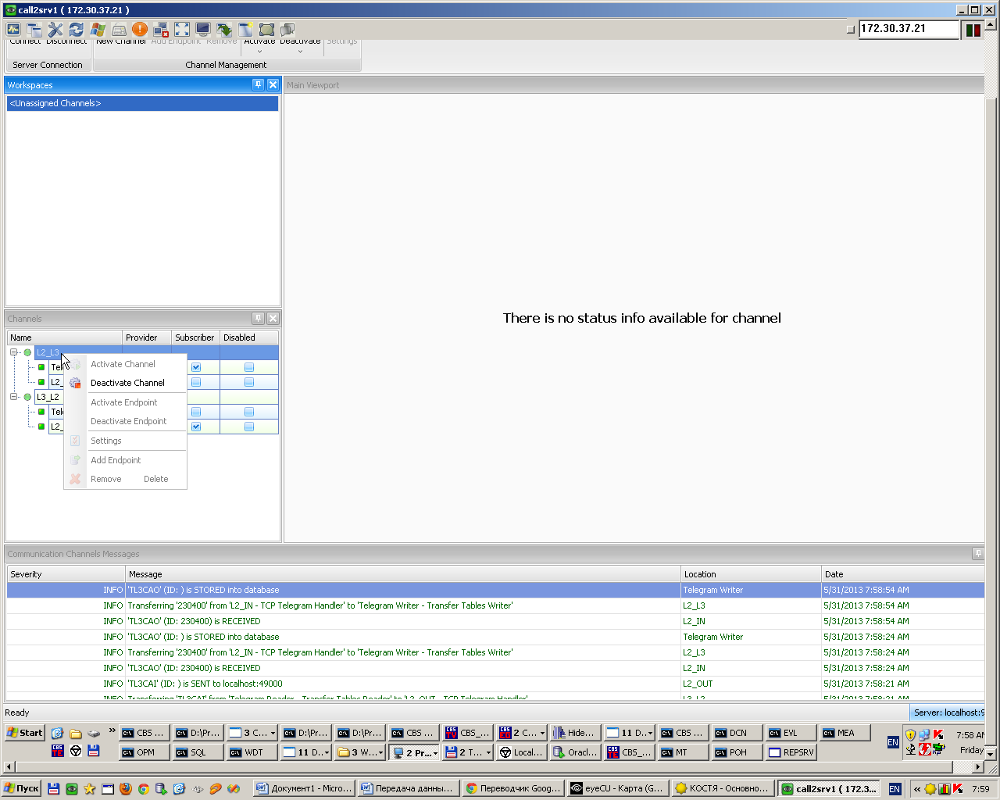 call2srv1 ( 172.30.37.21 )
172.30.37.21
Connect Disconnect New Channel Add Endpoint Remove Activate Deactivate Settings
Server Connection Channel Management
Workspaces
Main Viewport
<Unassigned Channels>
There is no status info available for channel
Channels
Name Provider Subscriber Disabled
L2_L3
Tel
L2_
L3_L2
Tel
L2_
Activate Channel
Deactivate Channel
Activate Endpoint
Deactivate Endpoint
Settings
Add Endpoint
Remove Delete
Communication Channels Messages
Severity Message Location Date
INFO 'TL3CAO' (ID: ) is STORED into database Telegram Writer 5/31/2013 7:58:54 AM
INFO Transferring '230400' from 'L2_IN - TCP Telegram Handler' to 'Telegram Writer - Transfer Tables Writer' L2_L3 5/31/2013 7:58:54 AM
INFO 'TL3CAO' (ID: 230400) is RECEIVED L2_IN 5/31/2013 7:58:54 AM
INFO 'TL3CAO' (ID: ) is STORED into database Telegram Writer 5/31/2013 7:58:24 AM
INFO Transferring '230400' from 'L2_IN - TCP Telegram Handler' to 'Telegram Writer - Transfer Tables Writer' L2_L3 5/31/2013 7:58:24 AM
INFO 'TL3CAO' (ID: 230400) is RECEIVED L2_IN 5/31/2013 7:58:24 AM
INFO 'TL3CAI' (ID: ) is SENT to localhost:49000 L2_OUT 5/31/2013 7:58:21 AM
INFO Transferring 'TL3CAI' from 'Telegram Reader - Transfer Tables Reader' to 'L2_OUT - TCP Telegram Handler' L3_L2 5/31/2013 7:58:21 AM
Ready Server: localhost:9
Start CBS ... D:\Pr... 3 C... D:\Pr... D:\Pr... CBS ... CBS_... 2 C... Hide... 11 D... CBS ... DCN EVL MEA EN 7:58 AM
OPM SQL WDT 11 D... 3 W... 2 Pr... 2 T... Local... Oracl... CBS_... MT POH REPSRV Friday
Пуск Документ1 - Micro... Передача данны... Переводчик Goog... eyeCU - Карта (G... КОСТЯ - Основно... call2srv1 ( 172.3... EN 7:59